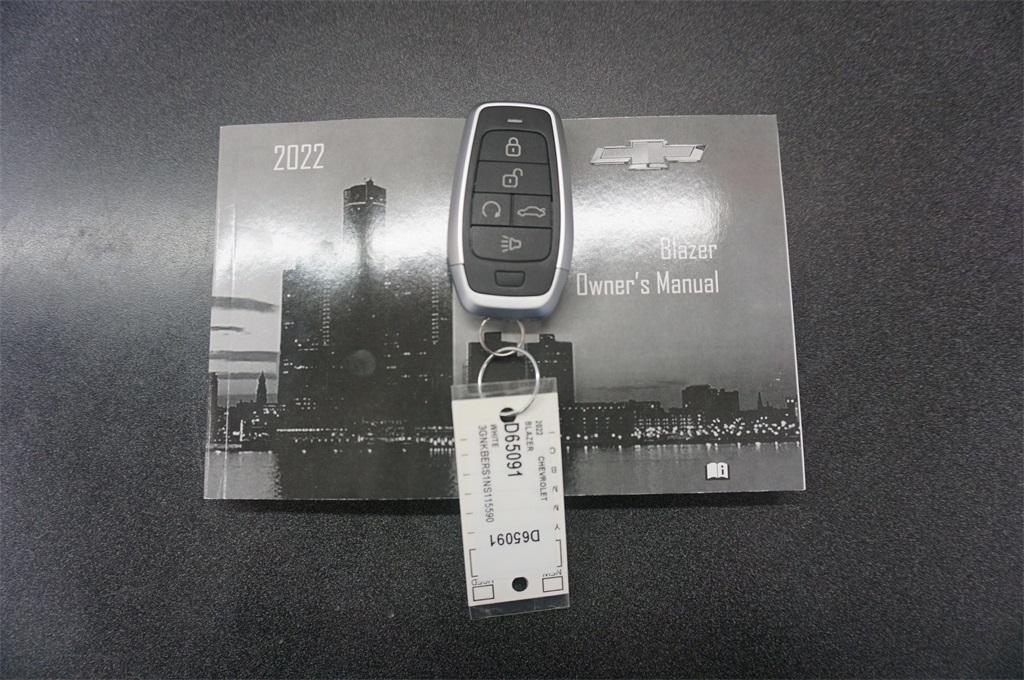 2022
Blazer
Owner's Manual
2022 CHEVROLET
BLAZER
D65091
WHITE
3GNKBERS1NS115590
D65091